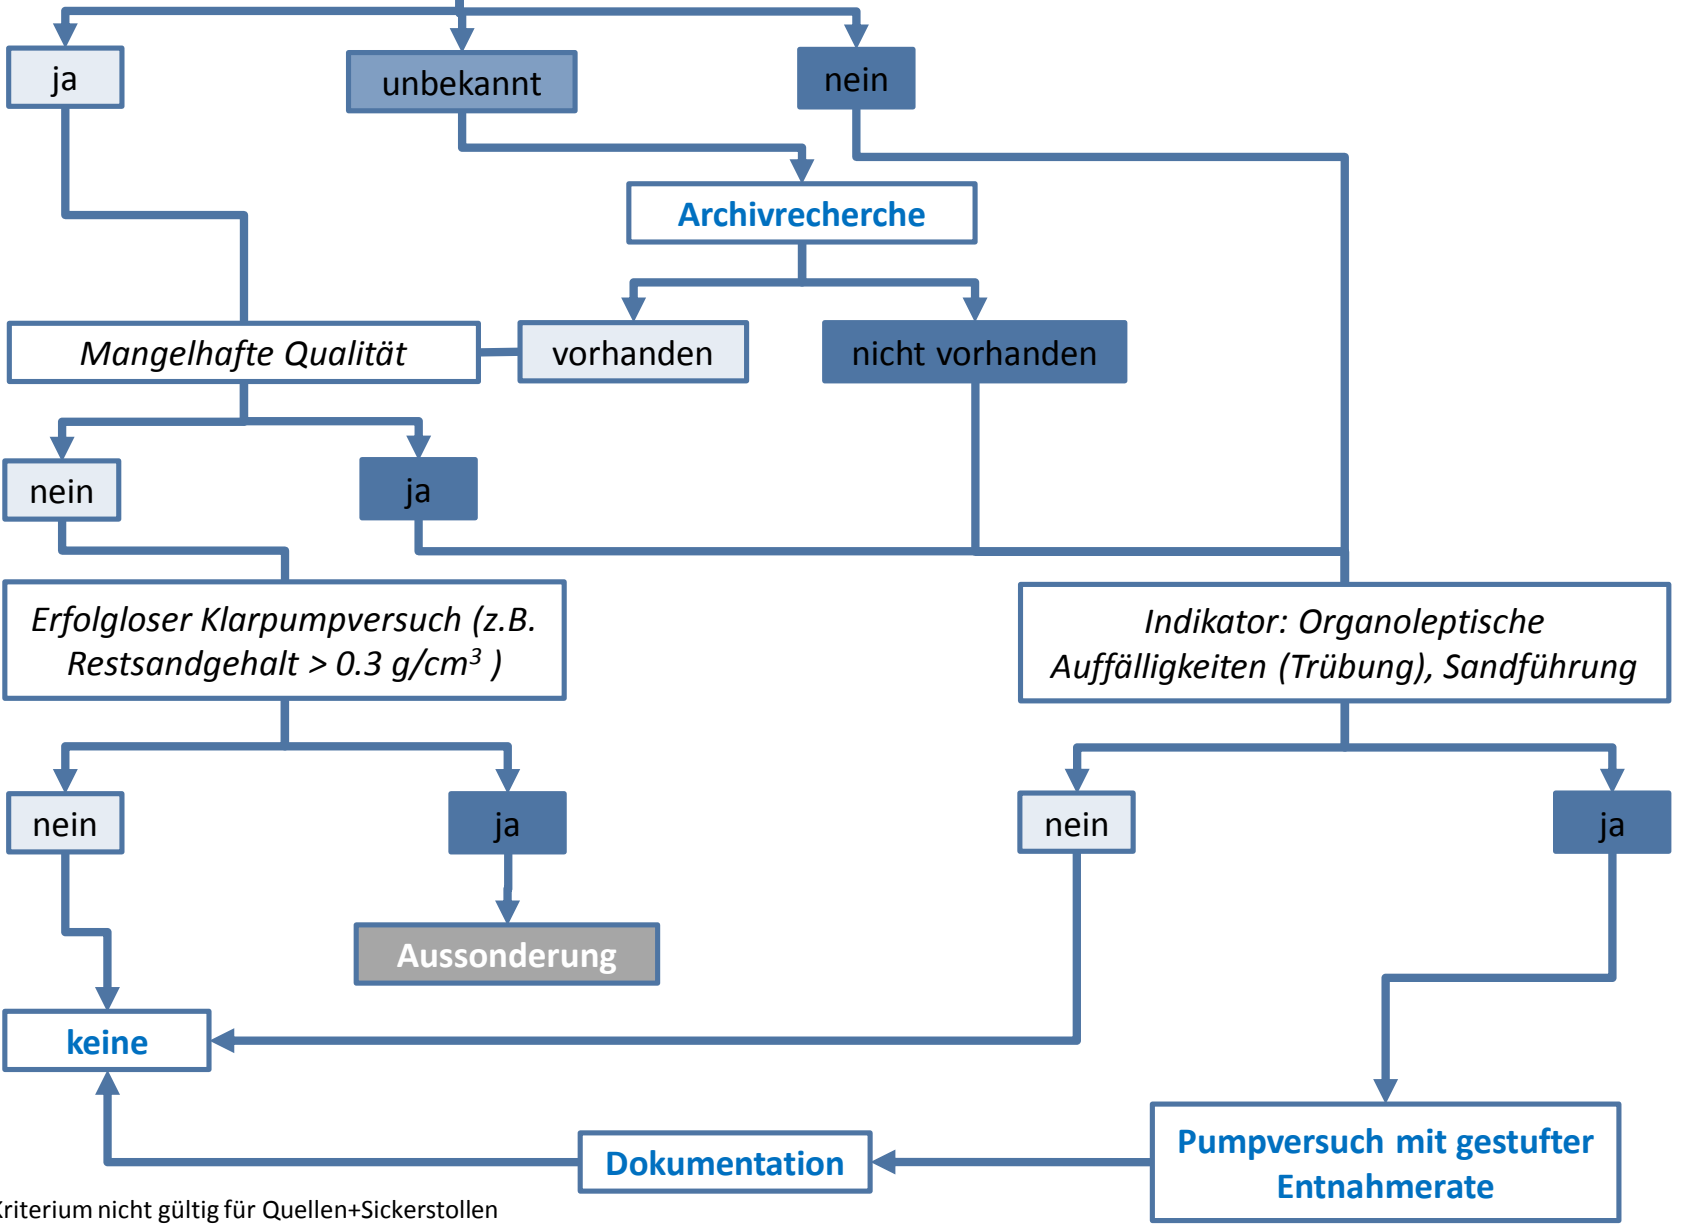 ja
unbekannt
nein
Archivrecherche
Mangelhafte Qualität
vorhanden
nicht vorhanden
nein
ja
Erfolgloser Klarpumpversuch (z.B.
Restsandgehalt > 0.3 g/cm³ )
Indikator: Organoleptische
Auffälligkeiten (Trübung), Sandführung
nein
ja
nein
ja
Aussonderung
keine
Dokumentation
Pumpversuch mit gestufter
Entnahmerate
Kriterium nicht gültig für Quellen+Sickerstollen